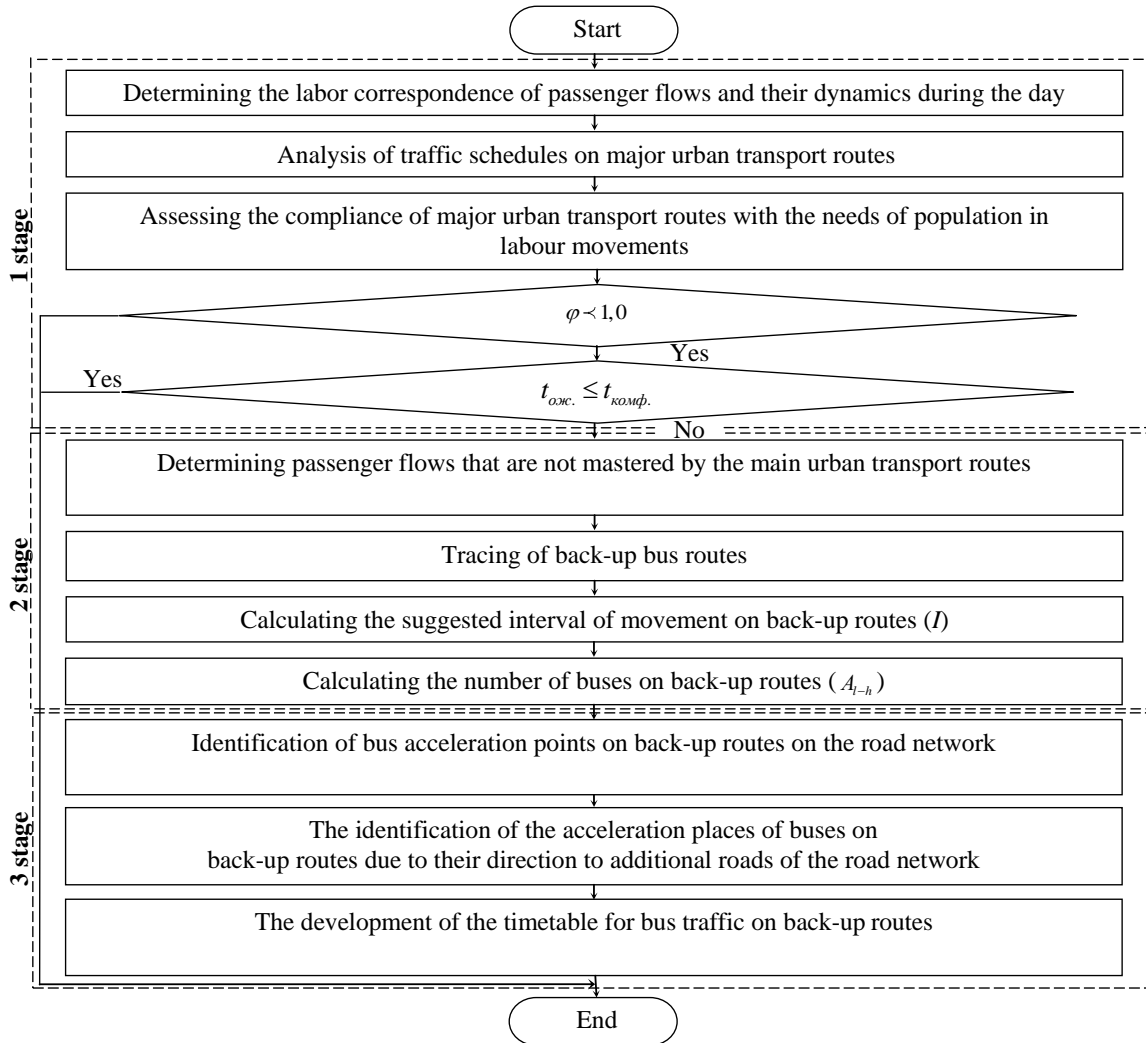 Start
Determining the labor correspondence of passenger flows and their dynamics during the day
Analysis of traffic schedules on major urban transport routes
Assessing the compliance of major urban transport routes with the needs of population in
labour movements
1 stage
φ≺1,0
Yes
Yes
tож. ≤ tкомф.
No
Determining passenger flows that are not mastered by the main urban transport routes
Tracing of back-up bus routes
2 stage
Calculating the suggested interval of movement on back-up routes (I)
Calculating the number of buses on back-up routes (Al−h)
Identification of bus acceleration points on back-up routes on the road network
3 stage
The identification of the acceleration places of buses on
back-up routes due to their direction to additional roads of the road network
The development of the timetable for bus traffic on back-up routes
End